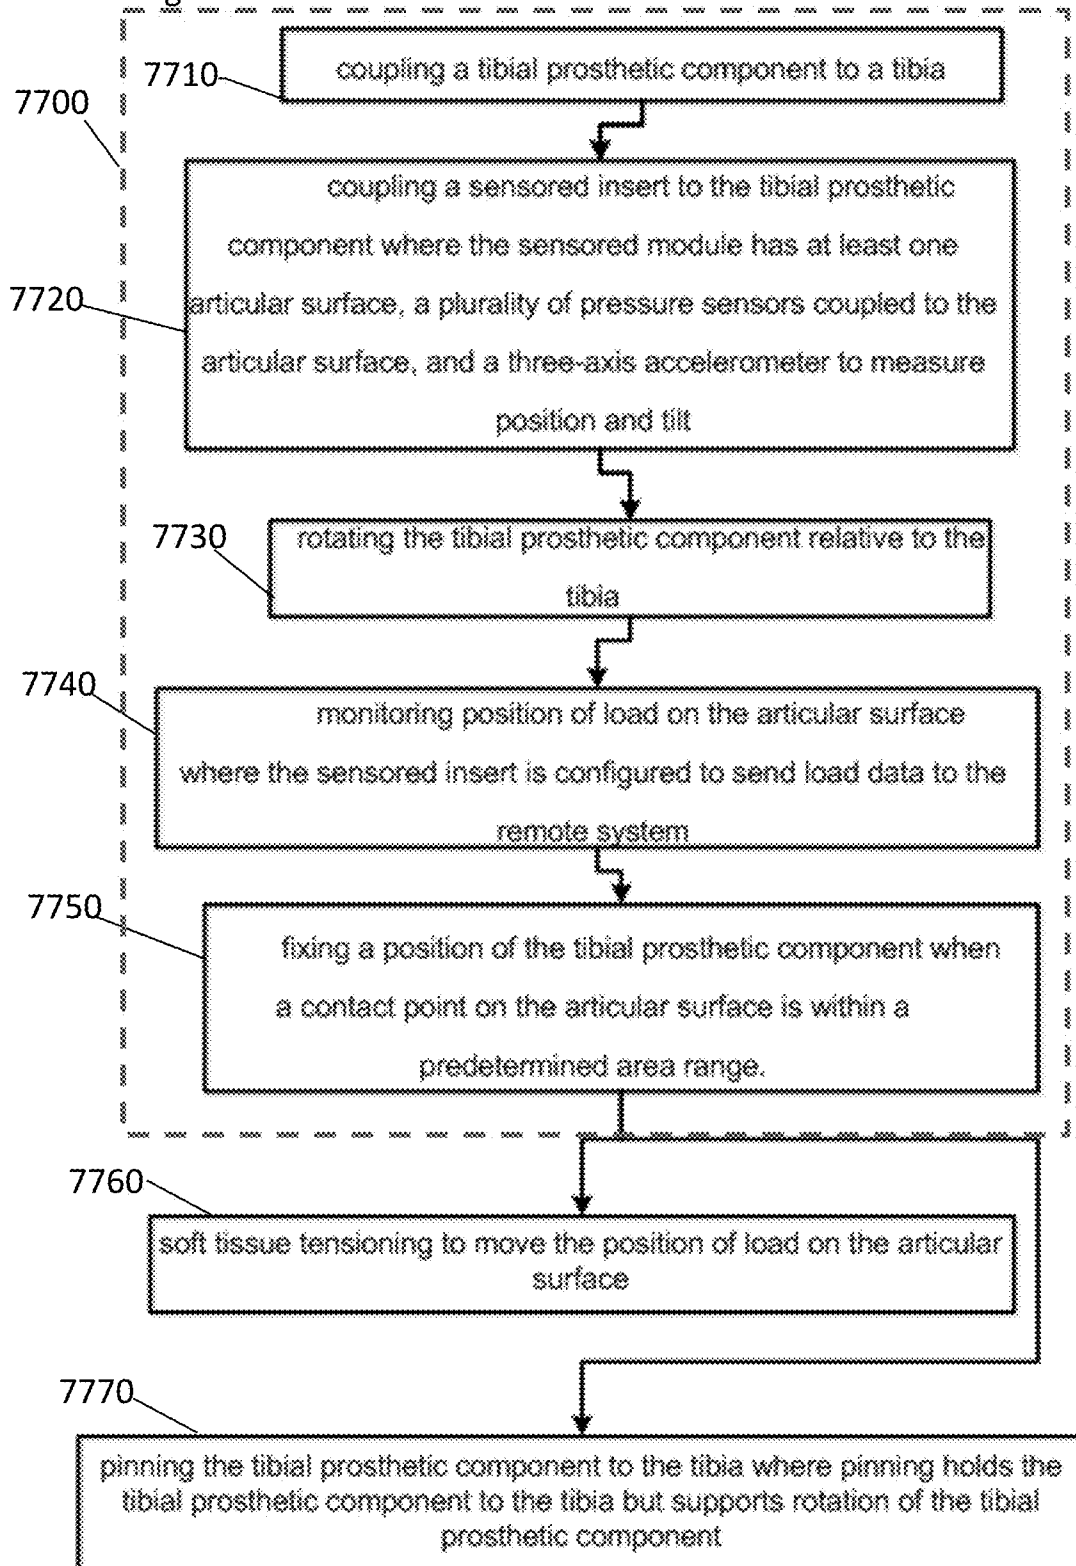 7710
coupling a tibial prosthetic component to a tibia
7700
coupling a sensored insert to the tibial prosthetic
component where the sensored module has at least one
7720
articular surface, a plurality of pressure sensors coupled to the
articular surface, and a three-axis accelerometer to measure
position and tilt
7730
rotating the tibial prosthetic component relative to the
tibia
7740
monitoring position of load on the articular surface
where the sensored insert is configured to send load data to the
remote system
7750
fixing a position of the tibial prosthetic component when
a contact point on the articular surface is within a
predetermined area range.
7760
soft tissue tensioning to move the position of load on the articular
surface
7770
pinning the tibial prosthetic component to the tibia where pinning holds the
tibial prosthetic component to the tibia but supports rotation of the tibial
prosthetic component